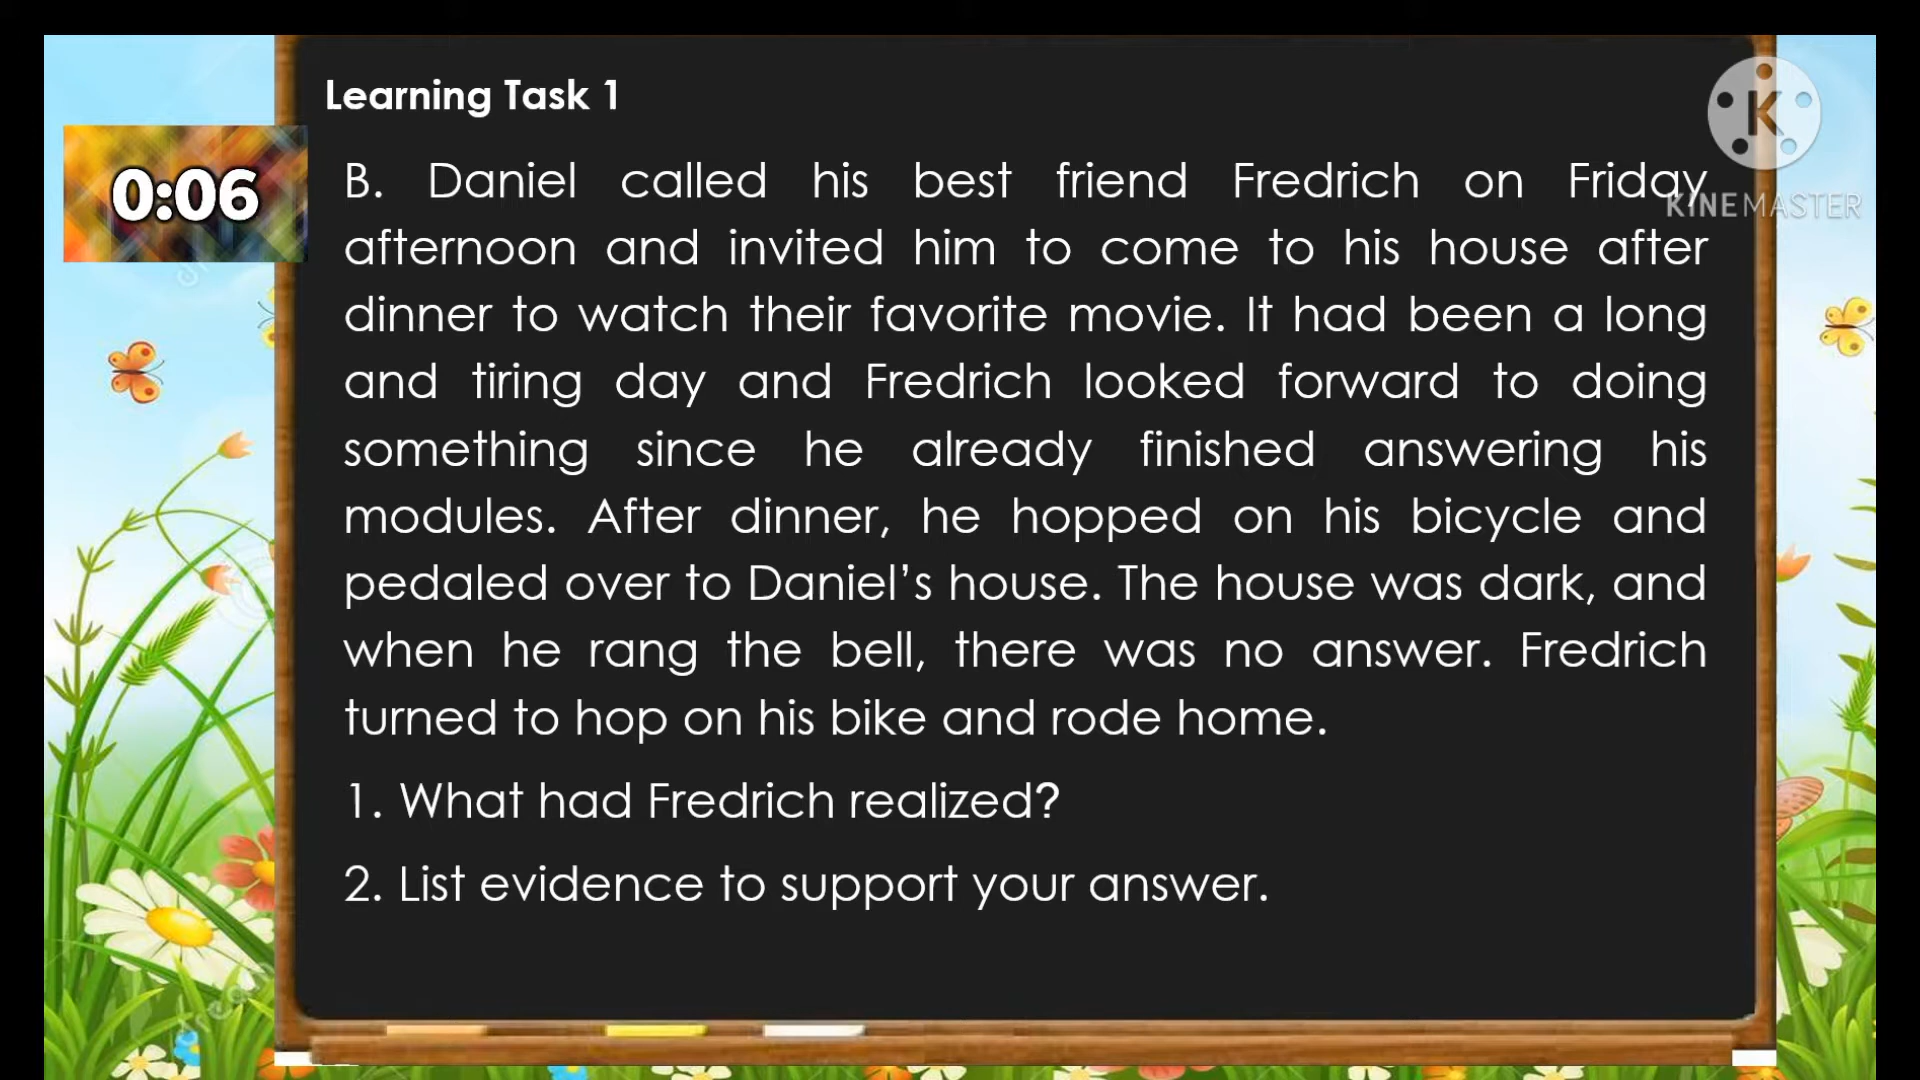 Learning Task 1
0:06
B. Daniel called his best friend Fredrich on Friday
afternoon and invited him to come to his house after
dinner to watch their favorite movie. It had been a long
and tiring day and Fredrich looked forward to doing
something since he already finished answering his
modules. After dinner, he hopped on his bicycle and
pedaled over to Daniel’s house. The house was dark, and
when he rang the bell, there was no answer. Fredrich
turned to hop on his bike and rode home.
1. What had Fredrich realized?
2. List evidence to support your answer.
K
KINEMASTER